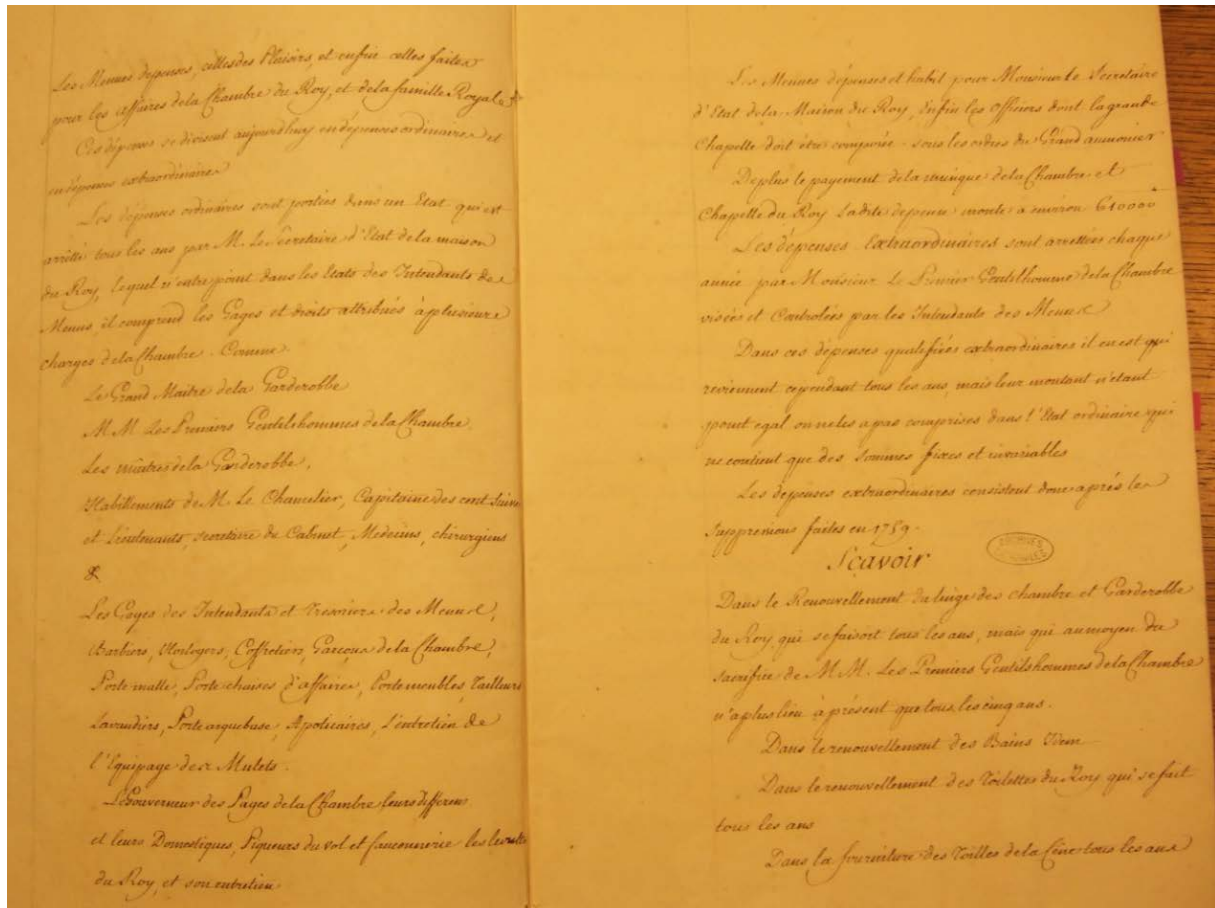 Les Menues dépenses, celles des Plaisirs, et enfin celles faites
pour les affaires de la Chambre du Roy, et de la famille Royale
Ces dépenses se divisent aujourd'huy en dépenses ordinaires et
en dépenses extraordinaires
Les dépenses ordinaires sont portées dans un Etat qui est
arrêté tous les ans par M. Le Secretaire d'Etat de la maison
du Roy, lequel n'entre point dans les Etats des Intendants des
Menus, il comprend les Gages et droits attribués à plusieurs
charges de la Chambre. Comme
Le Grand Maitre de la Garderobbe
M.M. Les Premiers Gentilshommes de la Chambre
Les maitres de la Garderobbe,
Habillements de M. Le Chancelier, Capitaine des cent Suisses
et Lieutenants, secretaire du Cabinet, Medecins, chirurgiens
&
Les Gages des Intendants et Tresoriers des Menus,
Barbiers, Horlogers, Coffretiers, Garçons de la Chambre,
Porte malle, Porte chaises d'affaires, Porte meubles, Tailleurs
Lavandiers, Porte arquebuse, Apoticaires, L'entretien de
l'Equipage des Mulets.
Le Gouverneur des Pages de la Chambre, leurs differens
et leurs Domestiques, Piqueurs du vol et fauconnerie les levrettes
du Roy, et son entretien
Les Menues dépenses et habit pour Monsieur le Secretaire
d'Etat de la Maison du Roy, Enfin les officiers dont la grande
Chapelle doit être composée sous les ordres du Grand aumonier
De plus le payement de la musique de la Chambre et
Chapelle du Roy Ladite depense monte a environ 610000
Les dépenses Extraordinaires sont arrettées chaque
année par Monsieur Le Premier Gentilhomme de la Chambre
visées et Controlées par les Intendants des Menus
Dans ces dépenses qualifiées extraordinaires il en est qui
reviennent cependant tous les ans, mais leur montant n'etant
point egal on ne les a pas comprises dans l'Etat ordinaire qui
ne contient que des sommes fixes et invariables
Les dépenses extraordinaires consistent donc après les
suppressions faites en 1759.
Sçavoir
ARCHIVES
Dans le Renouvellement du linge des chambre et Garderobbe
du Roy, qui se faisoit tous les ans, mais qui au moyen du
sacrifice de M.M. Les Premiers Gentilshommes de la Chambre
n'a plus lieu à présent que tous les cinq ans.
Dans le renouvellement des Bains Idem
Dans le renouvellement des Toilettes du Roy qui se fait
tous les ans
Dans la fourniture des Toilles de la Cêne tous les ans